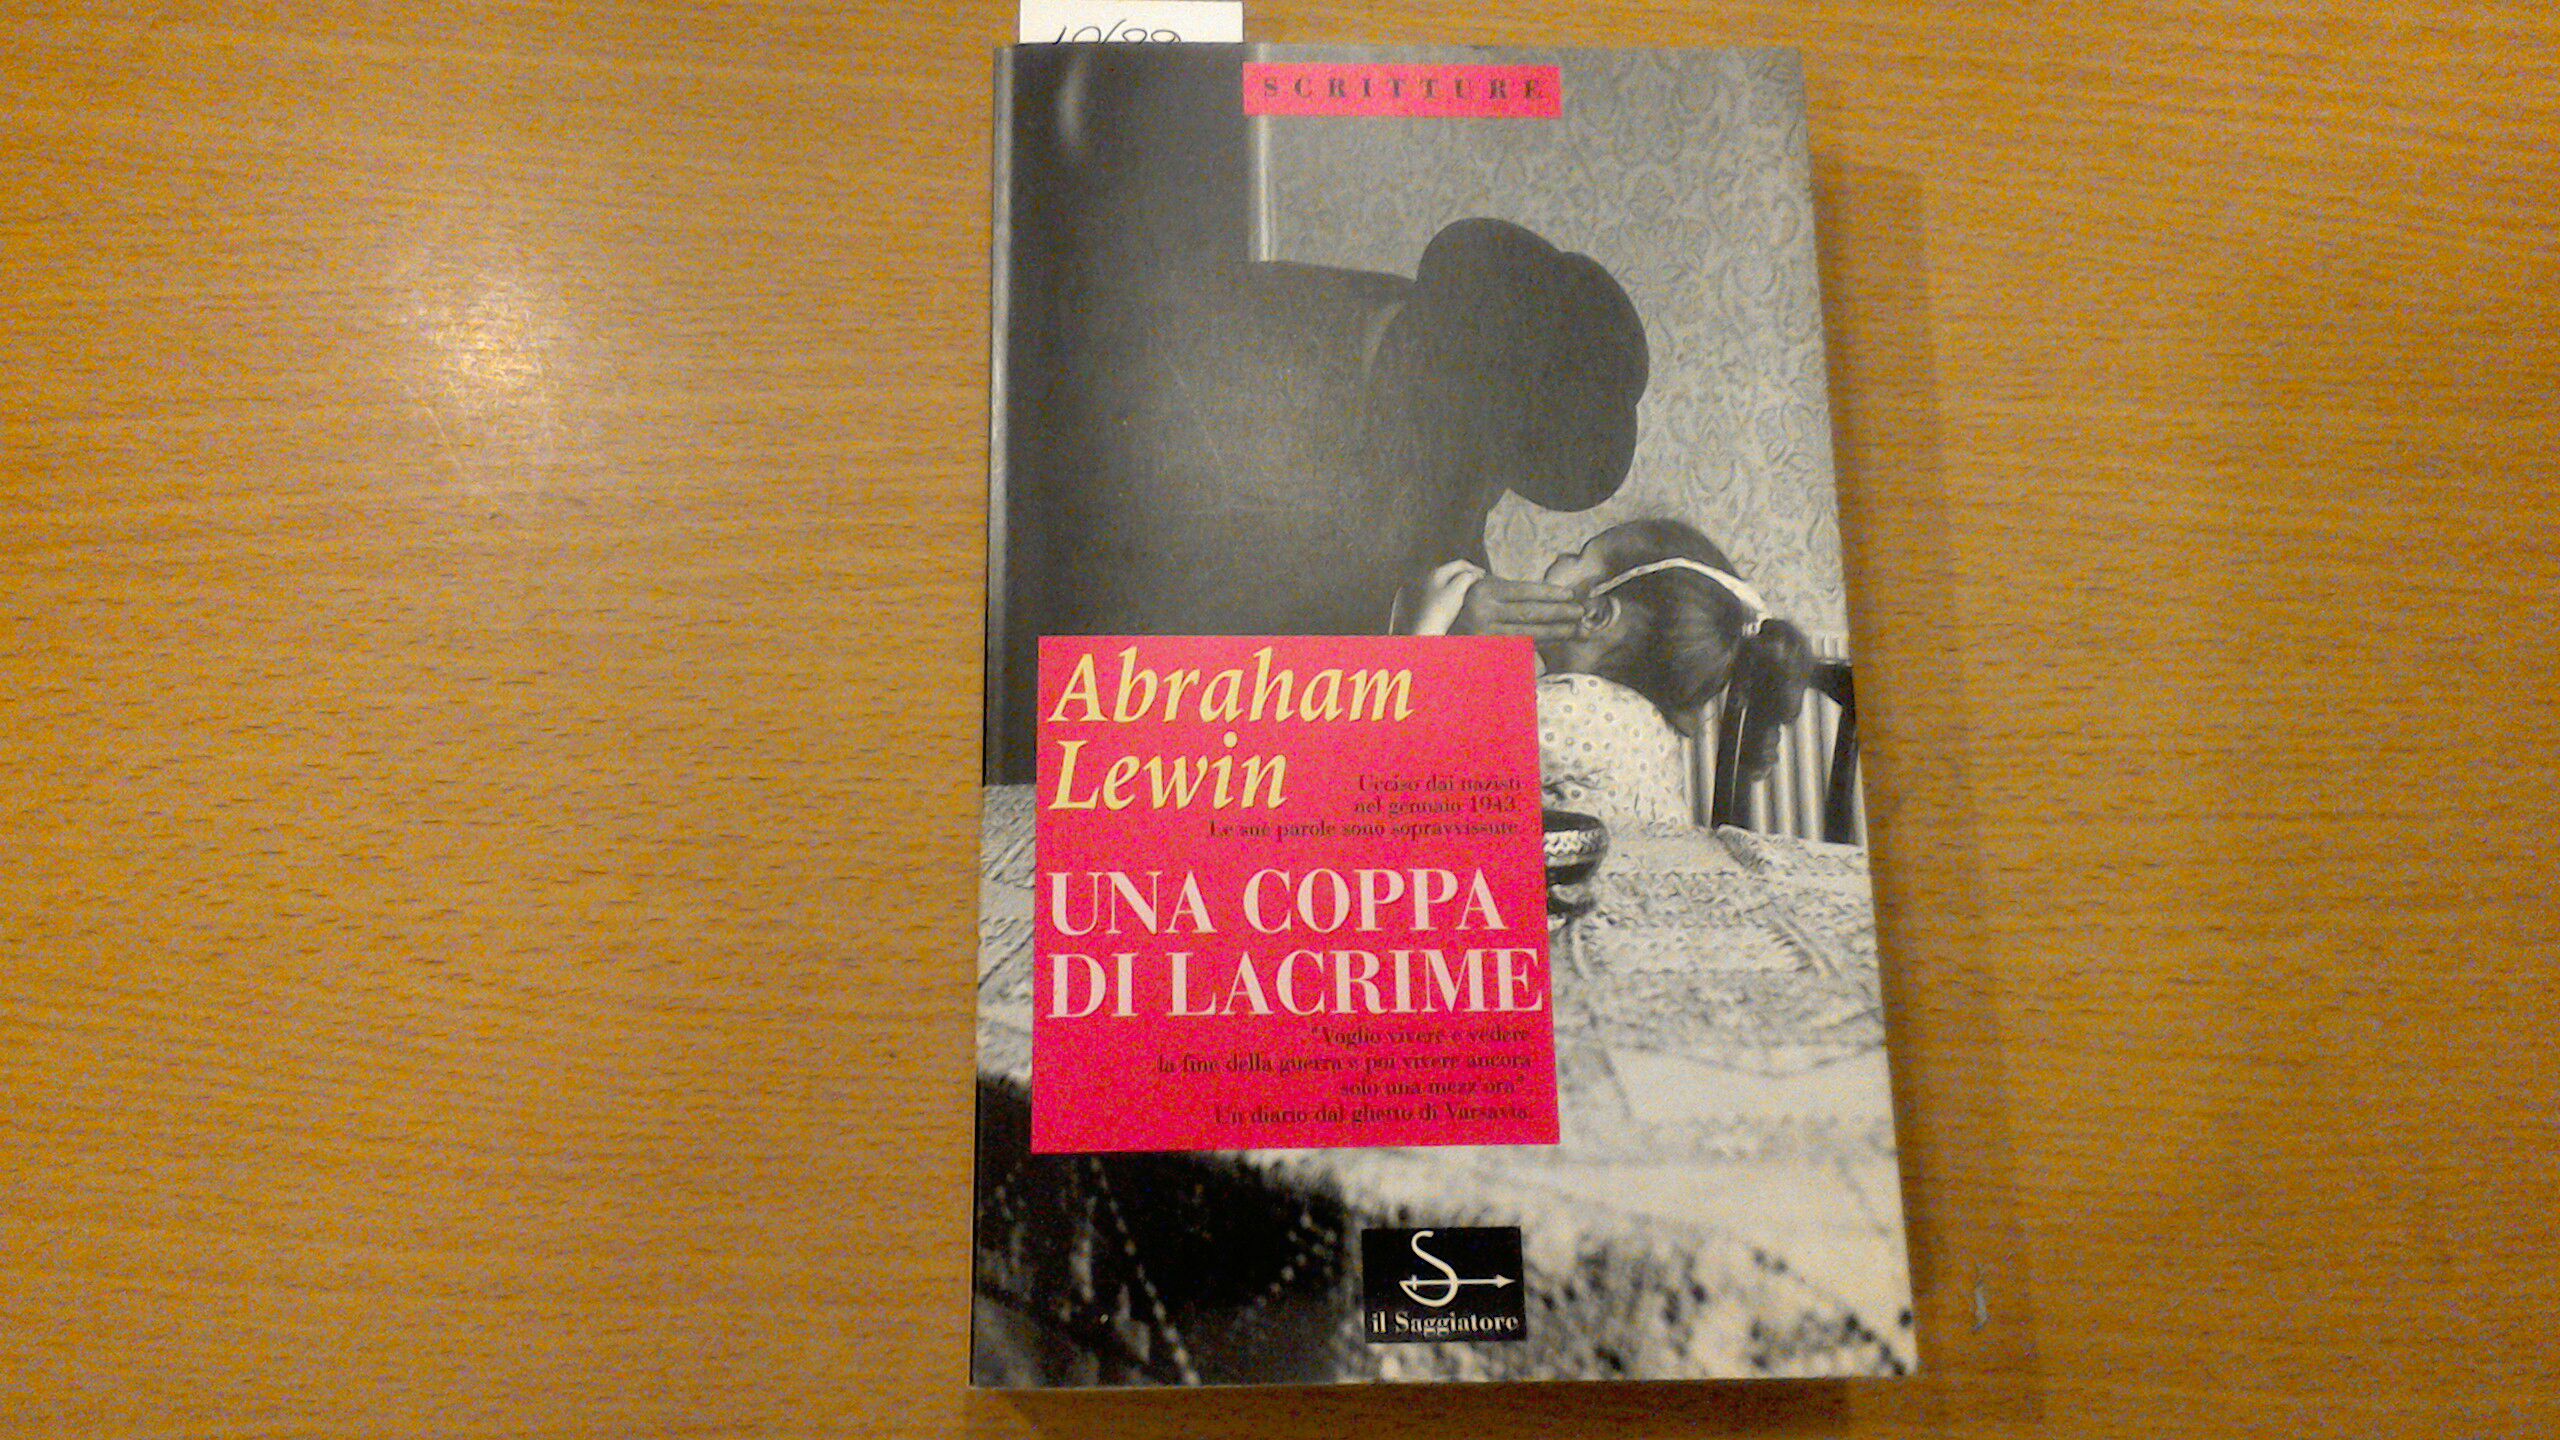 SCRITTURE
Abraham
Lewin
Ucciso dai nazisti
nel gennaio 1943.
Le sue parole sono sopravvissute.
UNA COPPA
DI LACRIME
"Voglio vivere e vedere
la fine della guerra e poi vivere ancora
solo una mezz'ora".
Un diario dal ghetto di Varsavia.
S
il Saggiatore